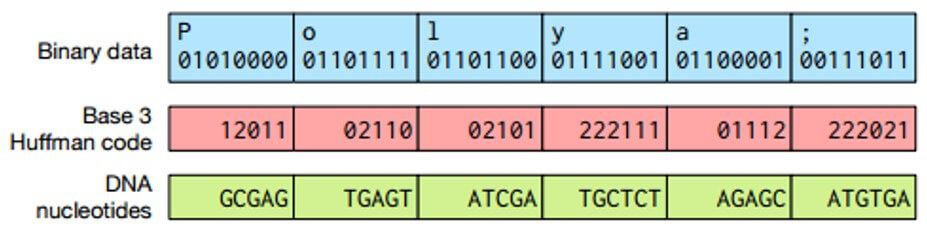 Binary data
P o l y a ;
01010000 01101111 01101100 01111001 01100001 00111011
Base 3
Huffman code
12011 02110 02101 222111 01112 222021
DNA
nucleotides
GCGAG TGAGT ATCGA TGCTCT AGAGC ATGTGA